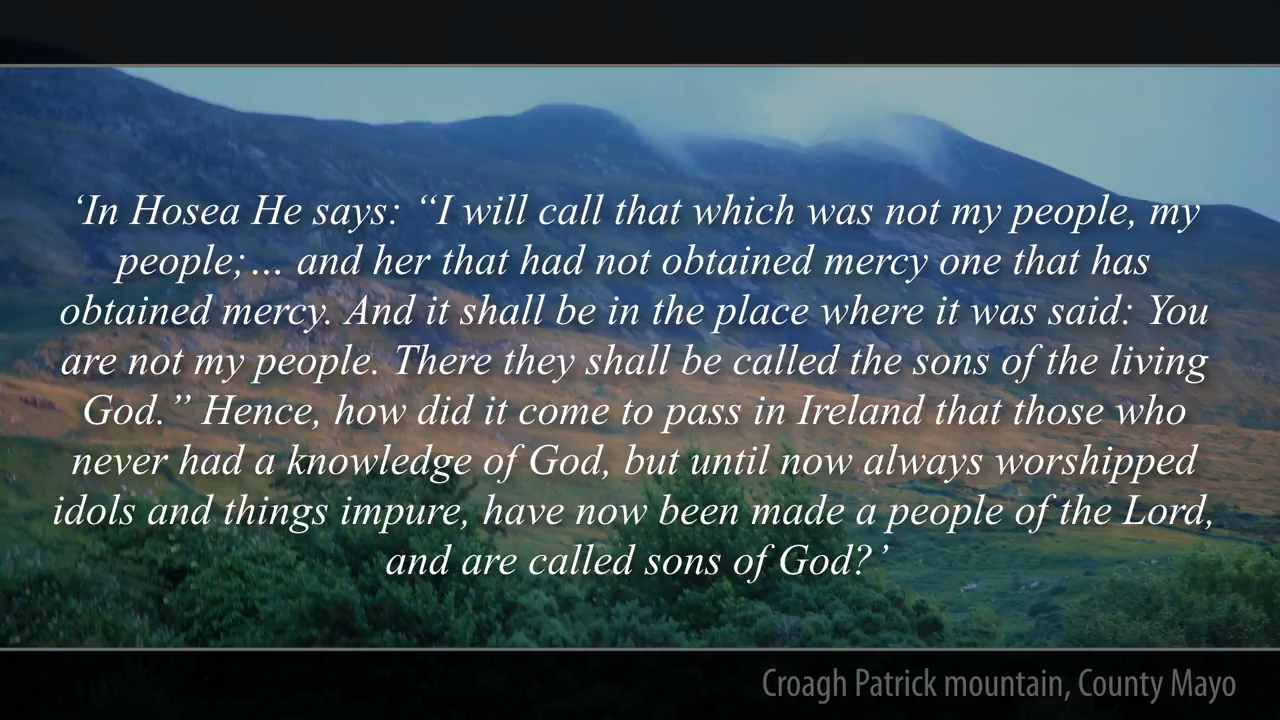 ‘In Hosea He says: “I will call that which was not my people, my
people;… and her that had not obtained mercy one that has
obtained mercy. And it shall be in the place where it was said: You
are not my people. There they shall be called the sons of the living
God.” Hence, how did it come to pass in Ireland that those who
never had a knowledge of God, but until now always worshipped
idols and things impure, have now been made a people of the Lord,
and are called sons of God?’
Croagh Patrick mountain, County Mayo